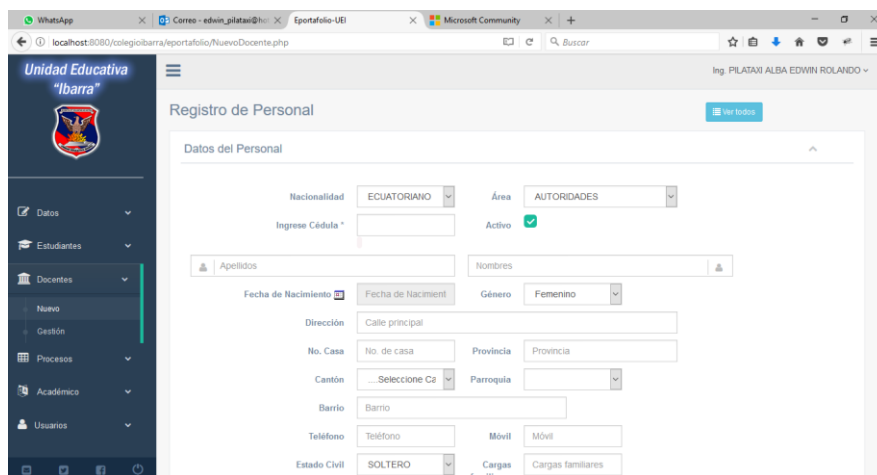 WhatsApp
Correo - edwin_pilataxi@ho
Eportafolio-UEI
Microsoft Community
localhost:8080/colegioibarra/eportafolio/NuevoDocente.php
Buscar
Unidad Educativa
"Ibarra"
Ing. PILATAXI ALBA EDWIN ROLANDO
Registro de Personal
Ver todos
Datos del Personal
Nacionalidad ECUATORIANO Área AUTORIDADES
Ingrese Cédula * Activo
Apellidos Nombres
Fecha de Nacimiento Fecha de Nacimient Género Femenino
Dirección Calle principal
No. Casa No. de casa Provincia Provincia
Cantón ....Seleccione Ca Parroquia
Barrio Barrio
Teléfono Teléfono Móvil Móvil
Estado Civil SOLTERO Cargas Cargas familiares
Datos
Estudiantes
Docentes
Nuevo
Gestión
Procesos
Académico
Usuarios